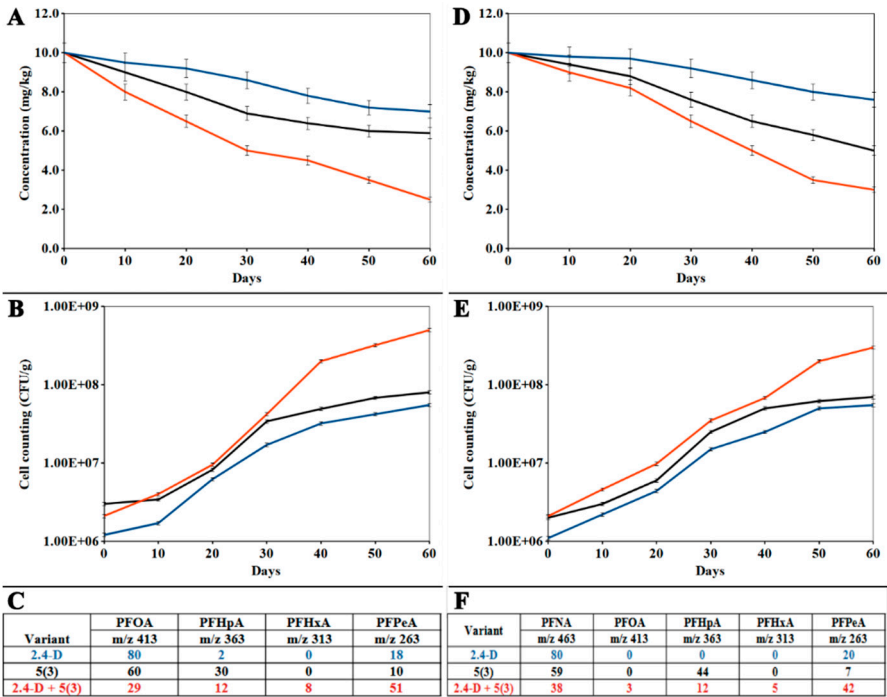 A
12.0
10.0
8.0
6.0
4.0
2.0
0.0
Concentration (mg/kg)
0 10 20 30 40 50 60
Days
D
12.0
10.0
8.0
6.0
4.0
2.0
0.0
Concentration (mg/kg)
0 10 20 30 40 50 60
Days
B
1.00E+09
1.00E+08
1.00E+07
1.00E+06
Cell counting (CFU/g)
0 10 20 30 40 50 60
Days
E
1.00E+09
1.00E+08
1.00E+07
1.00E+06
Cell counting (CFU/g)
0 10 20 30 40 50 60
Days
C
Variant PFOA PFHpA PFHxA PFPeA
m/z 413 m/z 363 m/z 313 m/z 263
2.4-D 80 2 0 18
5(3) 60 30 0 10
2.4-D + 5(3) 29 12 8 51
F
Variant PFNA PFOA PFHpA PFHxA PFPeA
m/z 463 m/z 413 m/z 363 m/z 313 m/z 263
2.4-D 80 0 0 0 20
5(3) 59 0 44 0 7
2.4-D + 5(3) 38 3 12 5 42